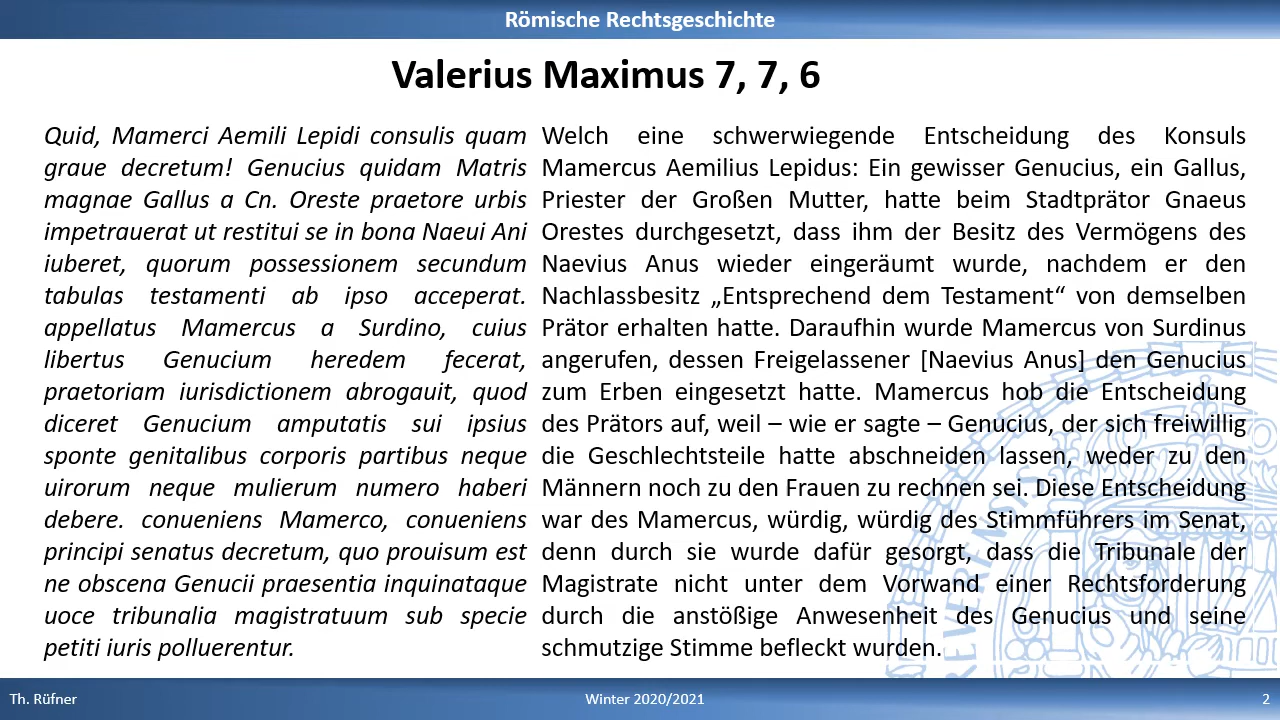 Römische Rechtsgeschichte
Valerius Maximus 7, 7, 6
Quid, Mamerci Aemili Lepidi consulis quam
graue decretum! Genucius quidam Matris
magnae Gallus a Cn. Oreste praetore urbis
impetrauerat ut restitui se in bona Naeui Ani
iuberet, quorum possessionem secundum
tabulas testamenti ab ipso acceperat.
appellatus Mamercus a Surdino, cuius
libertus Genucium heredem fecerat,
praetoriam iurisdictionem abrogauit, quod
diceret Genucium amputatis sui ipsius
sponte genitalibus corporis partibus neque
uirorum neque mulierum numero haberi
debere. conueniens Mamerco, conueniens
principi senatus decretum, quo prouisum est
ne obscena Genucii praesentia inquinataque
uoce tribunalia magistratuum sub specie
petiti iuris polluerentur.
Welch eine schwerwiegende Entscheidung des Konsuls
Mamercus Aemilius Lepidus: Ein gewisser Genucius, ein Gallus,
Priester der Großen Mutter, hatte beim Stadtprätor Gnaeus
Orestes durchgesetzt, dass ihm der Besitz des Vermögens des
Naevius Anus wieder eingeräumt wurde, nachdem er den
Nachlassbesitz „Entsprechend dem Testament“ von demselben
Prätor erhalten hatte. Daraufhin wurde Mamercus von Surdinus
angerufen, dessen Freigelassener [Naevius Anus] den Genucius
zum Erben eingesetzt hatte. Mamercus hob die Entscheidung
des Prätors auf, weil – wie er sagte – Genucius, der sich freiwillig
die Geschlechtsteile hatte abschneiden lassen, weder zu den
Männern noch zu den Frauen zu rechnen sei. Diese Entscheidung
war des Mamercus, würdig, würdig des Stimmführers im Senat,
denn durch sie wurde dafür gesorgt, dass die Tribunale der
Magistrate nicht unter dem Vorwand einer Rechtsforderung
durch die anstößige Anwesenheit des Genucius und seine
schmutzige Stimme befleckt wurden.
Th. Rüfner
Winter 2020/2021
2